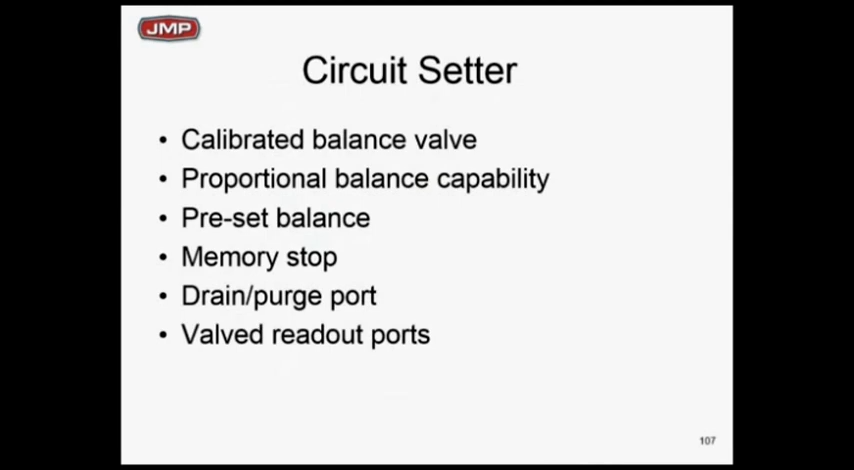 JMP
Circuit Setter
• Calibrated balance valve
• Proportional balance capability
• Pre-set balance
• Memory stop
• Drain/purge port
• Valved readout ports
107